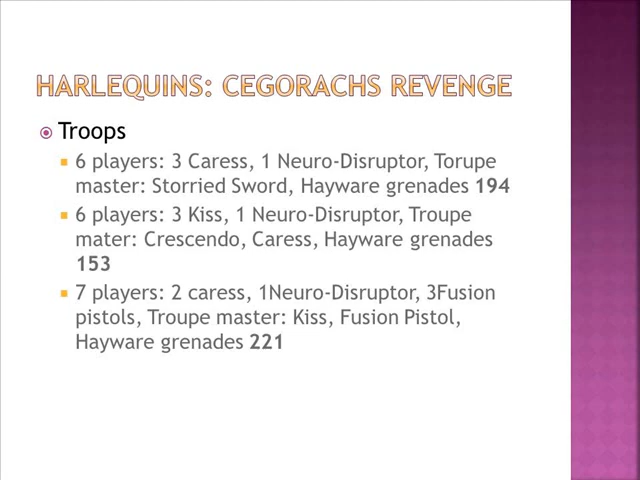 HARLEQUINS: CEGORACHS REVENGE
Troops
6 players: 3 Caress, 1 Neuro-Disruptor, Torupe
master: Storried Sword, Hayware grenades 194
6 players: 3 Kiss, 1 Neuro-Disruptor, Troupe
mater: Crescendo, Caress, Hayware grenades
153
7 players: 2 caress, 1Neuro-Disruptor, 3Fusion
pistols, Troupe master: Kiss, Fusion Pistol,
Hayware grenades 221